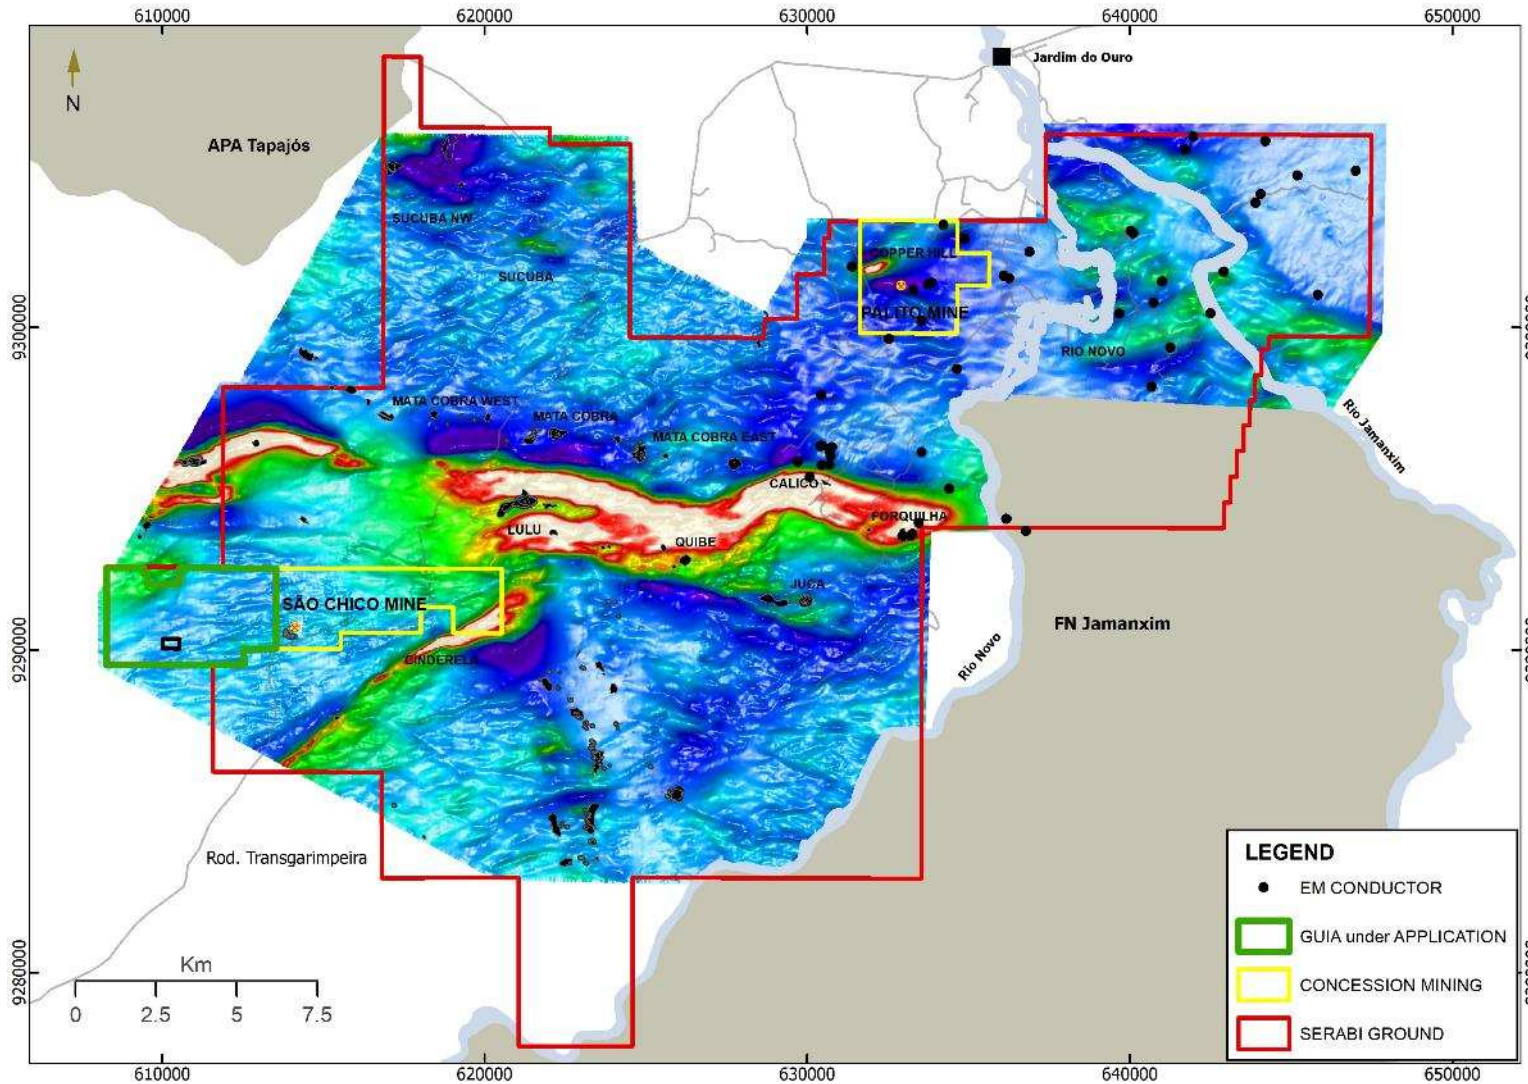 610000 620000 630000 640000 650000
Jardim do Ouro
N
APA Tapajós
SUCUBA NW
SUCUBA
COPPER HILL
PALITO MINE
RIO NOVO
9300000
MATA COBRA WEST
MATA COBRA
MATA COBRA EAST
Rio Jamanxim
CALICO
LULU
FORQUILHA
QUIBE
JUCA
SÃO CHICO MINE
FN Jamanxim
9290000
CINDERELA
Rio Novo
Rod. Transgarimpeira
LEGEND
EM CONDUCTOR
GUIA under APPLICATION
CONCESSION MINING
SERABI GROUND
Km
0 2.5 5 7.5
9280000
610000 620000 630000 640000 650000